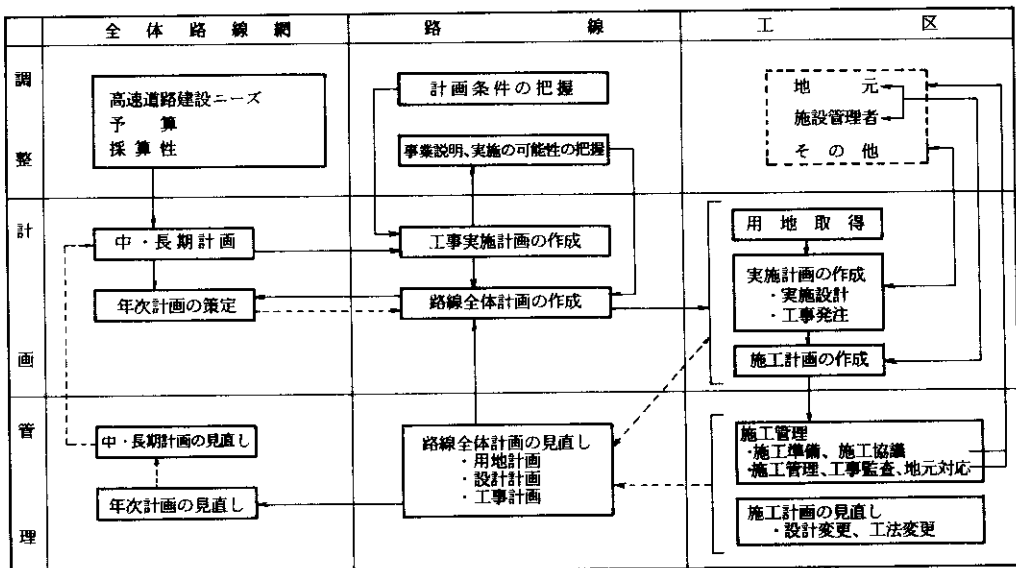 全体路線網
路線
工区
調整
高速道路建設ニーズ
予算
採算性
計画条件の把握
事業説明、実施の可能性の把握
地元
施設管理者
その他
計画
中・長期計画
年次計画の策定
工事実施計画の作成
路線全体計画の作成
用地取得
実施計画の作成
・実施設計
・工事発注
施工計画の作成
管理
中・長期計画の見直し
年次計画の見直し
路線全体計画の見直し
・用地計画
・設計計画
・工事計画
施工管理
・施工準備、施工協議
・施工管理、工事監査、地元対応
施工計画の見直し
・設計変更、工法変更